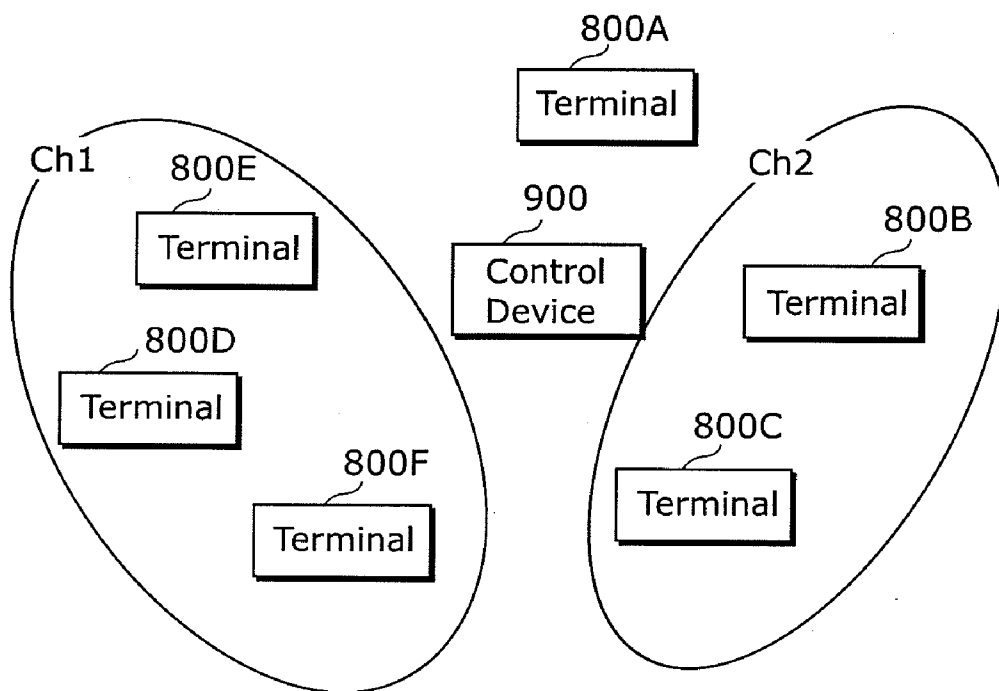 800A
Terminal
Ch1
Ch2
800E
Terminal
900
Control
Device
800B
Terminal
800D
Terminal
800C
Terminal
800F
Terminal